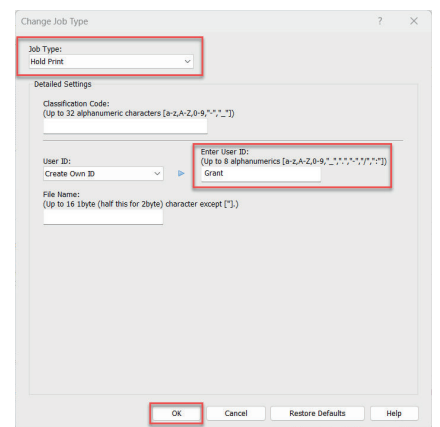 Change Job Type
Job Type:
Hold Print
Detailed Settings
Classification Code:
(Up to 32 alphanumeric characters [a-z,A-Z,0-9,"-","_"])
Enter User ID:
User ID:
(Up to 8 alphanumerics [a-z,A-Z,0-9,"_",".","-","/",":"])
Create Own ID
Grant
File Name:
(Up to 16 1byte (half this for 2byte) character except ["].)
OK Cancel Restore Defaults Help